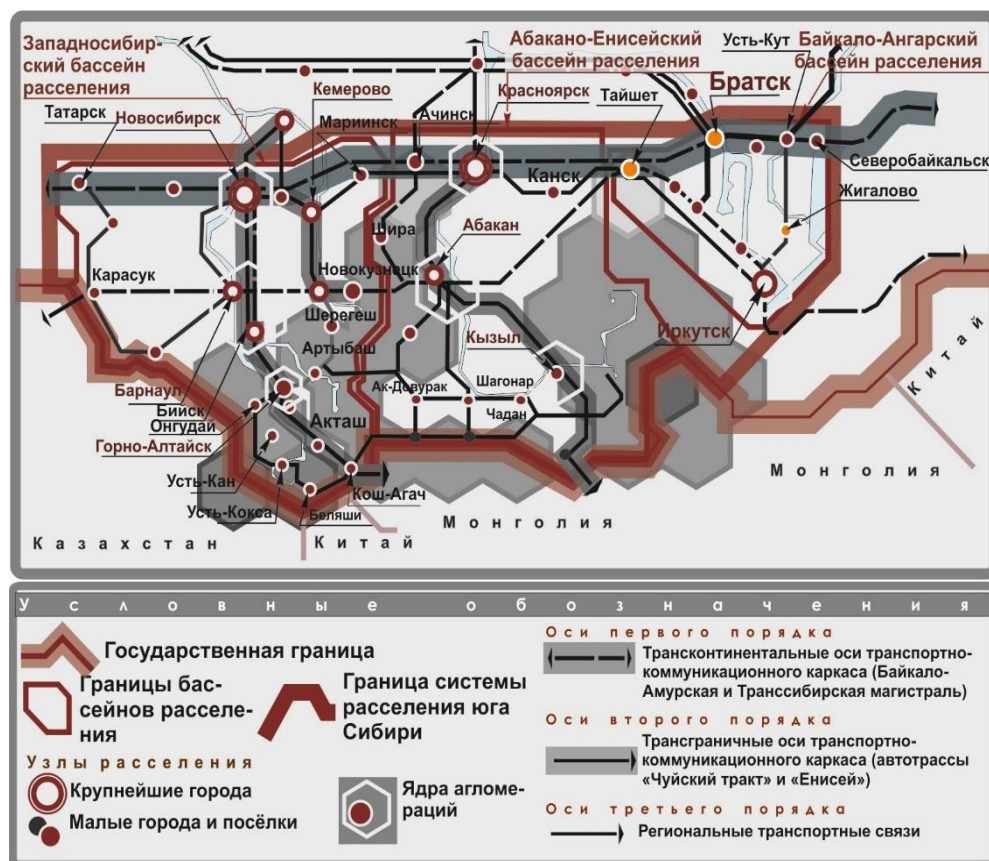 Западносибир-
ский бассейн
расселения
Абакано-Енисейский
бассейн расселения
Усть-Кут
Байкало-Ангарский
бассейн расселения
Братск
Кемерово
Красноярск
Тайшет
Татарск
Новосибирск
Мариинск
Ачинск
Северобайкальск
Канск
Жигалово
Шира
Абакан
Карасук
Новокузнецк
Шерегеш
Иркутск
Кызыл
Артыбаш
Ак-Довурак
Шагонар
Чадан
Барнаул
Бийск
Онгудай
Акташ
Горно-Алтайск
Усть-Кан
Кош-Агач
Усть-Кокса
Беляши
Китай
Монголия
Монголия
Казахстан
Китай
Условные обозначения
Государственная граница
Границы бас-
сейнов расселе-
ния
Граница системы
расселения юга
Сибири
Узлы расселения
Крупнейшие города
Малые города и посёлки
Ядра агломе-
раций
Оси первого порядка
Трансконтинентальные оси транспортно-
коммуникационного каркаса (Байкало-
Амурская и Транссибирская магистраль)
Оси второго порядка
Трансграничные оси транспортно-
коммуникационного каркаса (автотрассы
«Чуйский тракт» и «Енисей»)
Оси третьего порядка
Региональные транспортные связи